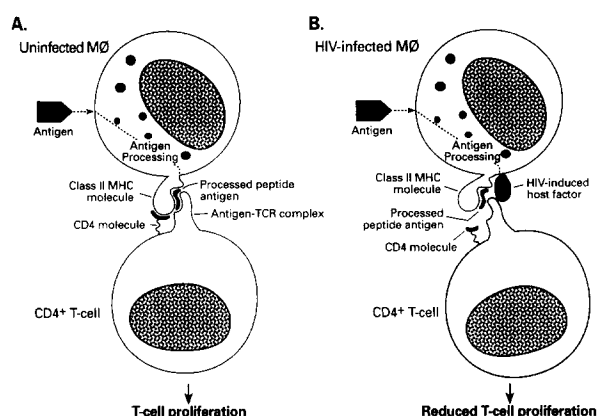 A.
Uninfected MØ
Antigen
Antigen
Processing
Class II MHC
molecule
Processed peptide
antigen
CD4 molecule
Antigen-TCR complex
CD4+ T-cell
T-cell proliferation
B.
HIV-infected MØ
Antigen
Antigen
Processing
Class II MHC
molecule
HIV-induced
host factor
Processed
peptide antigen
CD4 molecule
CD4+ T-cell
Reduced T-cell proliferation